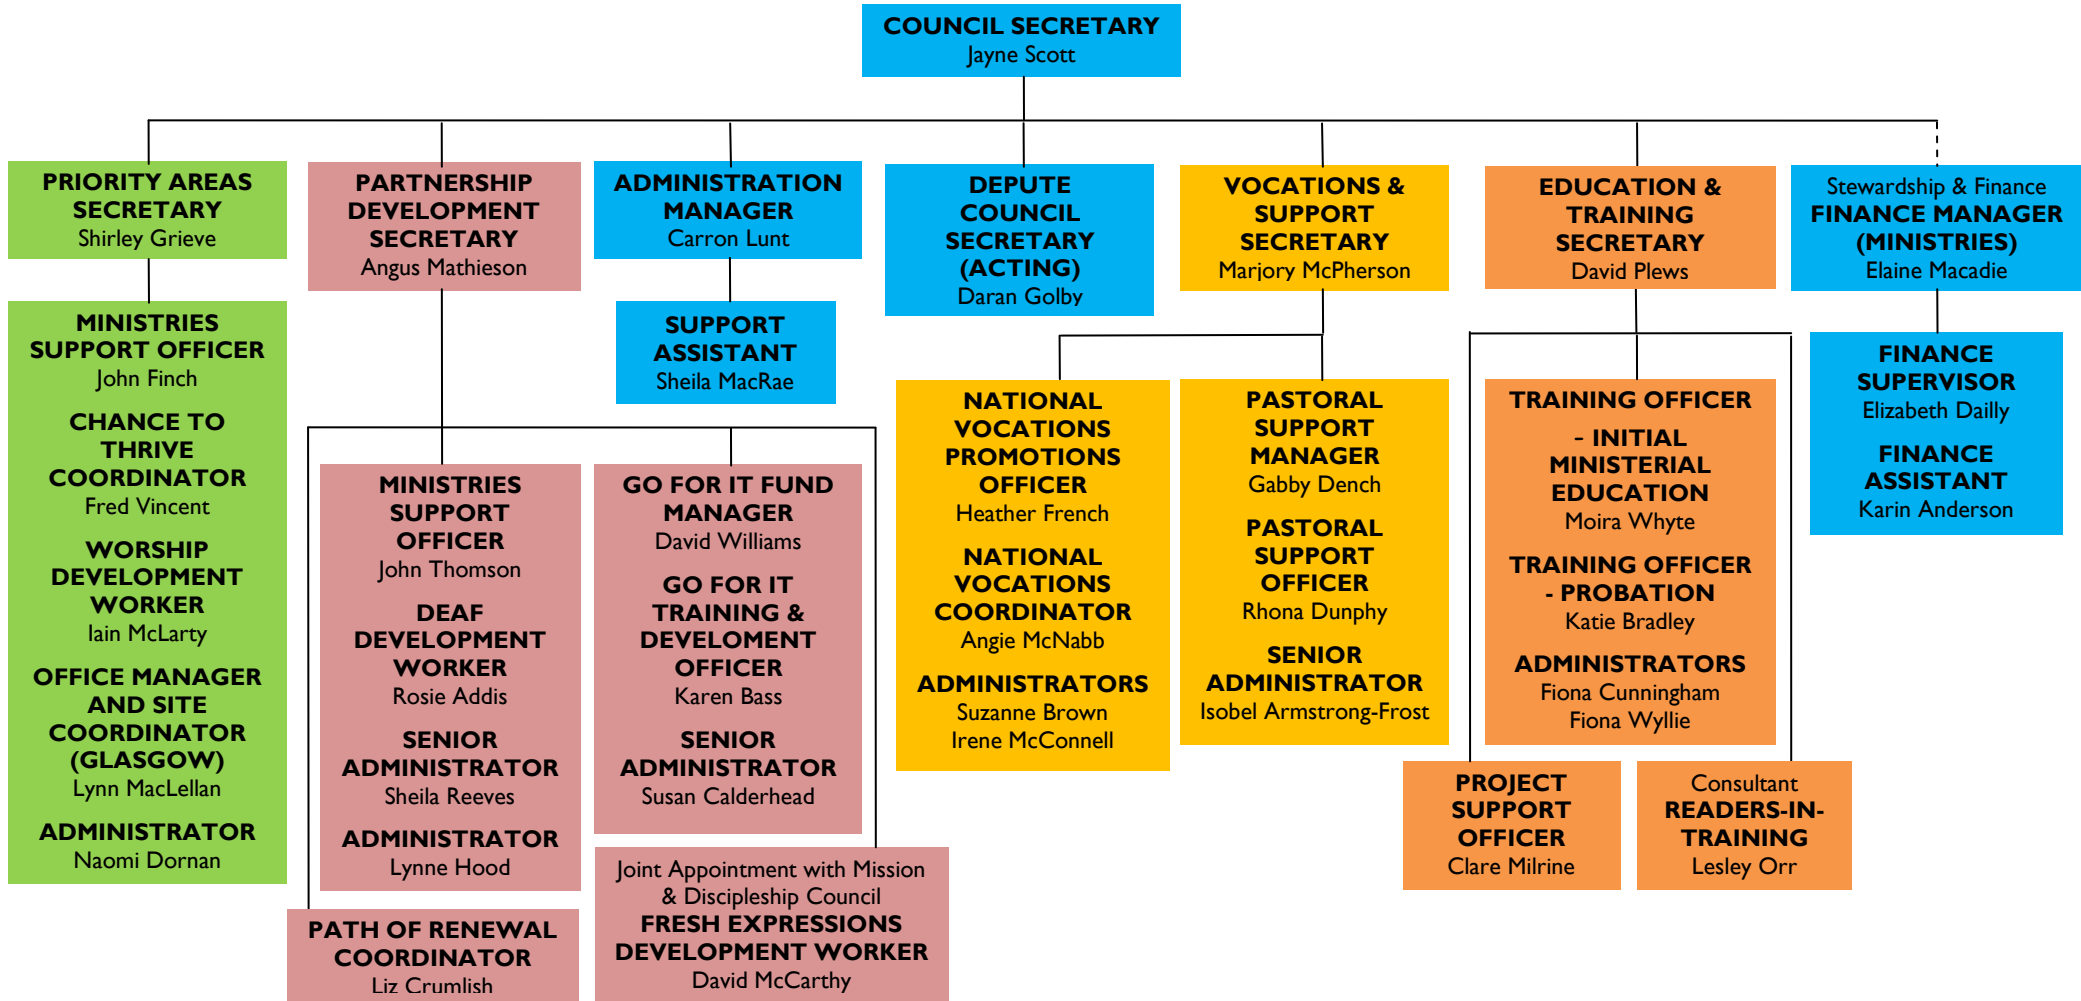 COUNCIL SECRETARY
Jayne Scott
PRIORITY AREAS
SECRETARY
Shirley Grieve
PARTNERSHIP
DEVELOPMENT
SECRETARY
Angus Mathieson
ADMINISTRATION
MANAGER
Carron Lunt
DEPUTE
COUNCIL
SECRETARY
(ACTING)
Daran Golby
VOCATIONS &
SUPPORT
SECRETARY
Marjory McPherson
EDUCATION &
TRAINING
SECRETARY
David Plews
Stewardship & Finance
FINANCE MANAGER
(MINISTRIES)
Elaine Macadie
MINISTRIES
SUPPORT OFFICER
John Finch
CHANCE TO
THRIVE
COORDINATOR
Fred Vincent
WORSHIP
DEVELOPMENT
WORKER
Iain McLarty
OFFICE MANAGER
AND SITE
COORDINATOR
(GLASGOW)
Lynn MacLellan
ADMINISTRATOR
Naomi Dornan
MINISTRIES
SUPPORT
OFFICER
John Thomson
DEAF
DEVELOPMENT
WORKER
Rosie Addis
SENIOR
ADMINISTRATOR
Sheila Reeves
ADMINISTRATOR
Lynne Hood
PATH OF RENEWAL
COORDINATOR
Liz Crumlish
SUPPORT
ASSISTANT
Sheila MacRae
GO FOR IT FUND
MANAGER
David Williams
GO FOR IT
TRAINING &
DEVELOMENT
OFFICER
Karen Bass
SENIOR
ADMINISTRATOR
Susan Calderhead
Joint Appointment with Mission
& Discipleship Council
FRESH EXPRESSIONS
DEVELOPMENT WORKER
David McCarthy
NATIONAL
VOCATIONS
PROMOTIONS
OFFICER
Heather French
NATIONAL
VOCATIONS
COORDINATOR
Angie McNabb
ADMINISTRATORS
Suzanne Brown
Irene McConnell
PASTORAL
SUPPORT
MANAGER
Gabby Dench
PASTORAL
SUPPORT
OFFICER
Rhona Dunphy
SENIOR
ADMINISTRATOR
Isobel Armstrong-Frost
TRAINING OFFICER
- INITIAL
MINISTERIAL
EDUCATION
Moira Whyte
TRAINING OFFICER
- PROBATION
Katie Bradley
ADMINISTRATORS
Fiona Cunningham
Fiona Wyllie
PROJECT
SUPPORT
OFFICER
Clare Milrine
Consultant
READERS-IN-
TRAINING
Lesley Orr
FINANCE
SUPERVISOR
Elizabeth Dailly
FINANCE
ASSISTANT
Karin Anderson